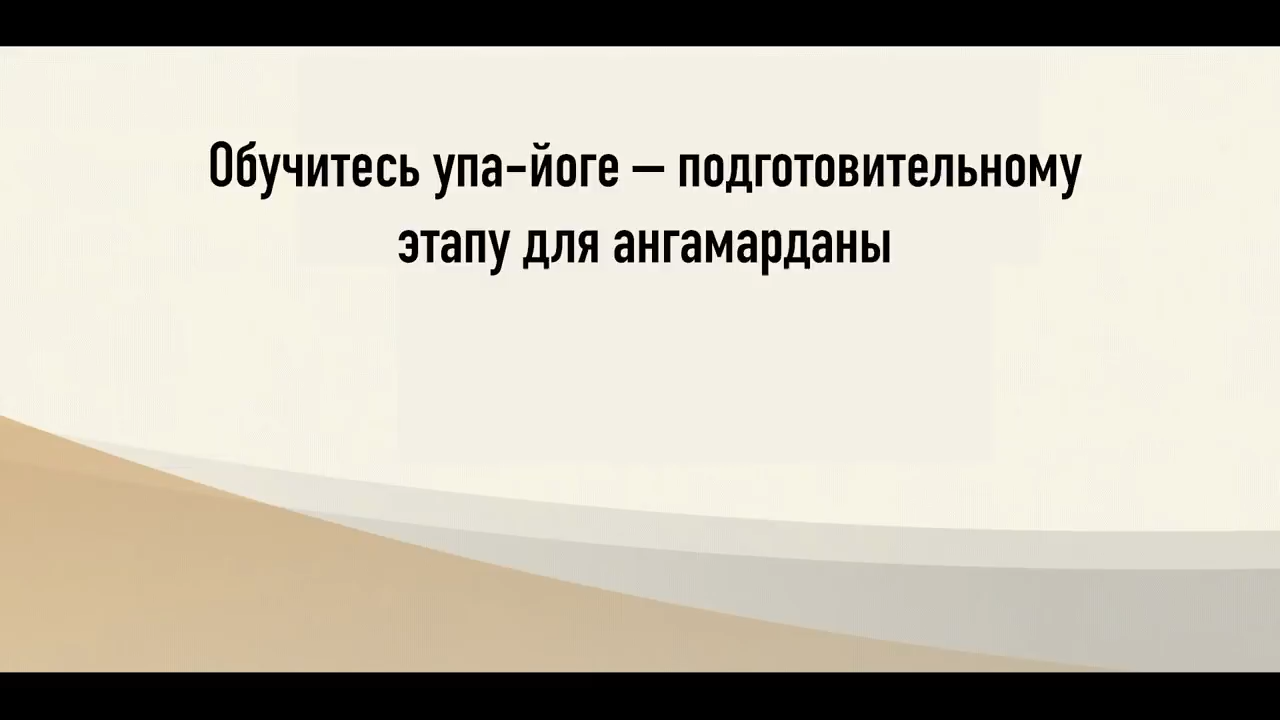 Обучитесь упа-йоге – подготовительному
этапу для ангамарданы